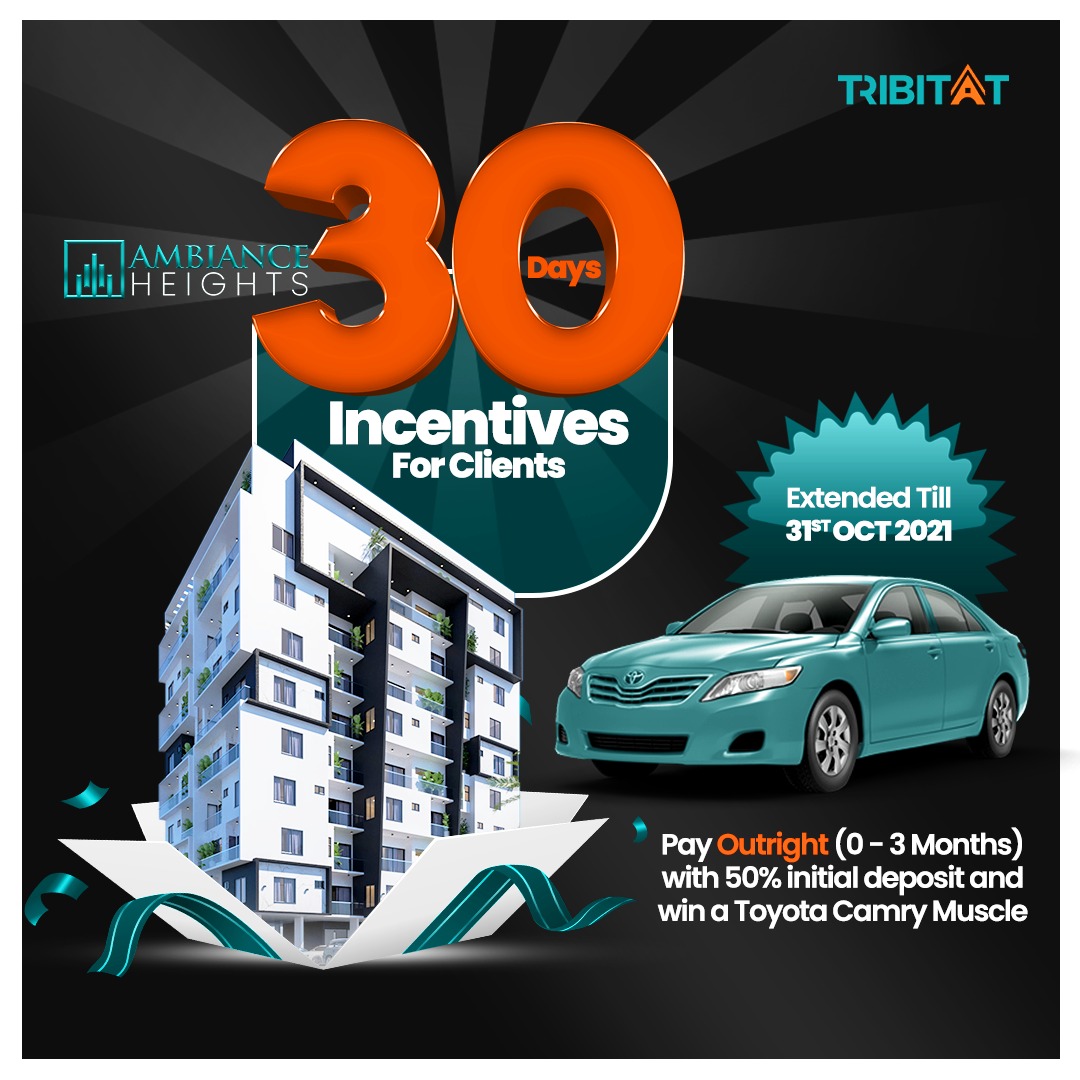 TRIBITAT
30
Days
AMBIANCE
HEIGHTS
Incentives
For Clients
Extended Till
31ST OCT 2021
Pay Outright (0 - 3 Months)
with 50% initial deposit and
win a Toyota Camry Muscle